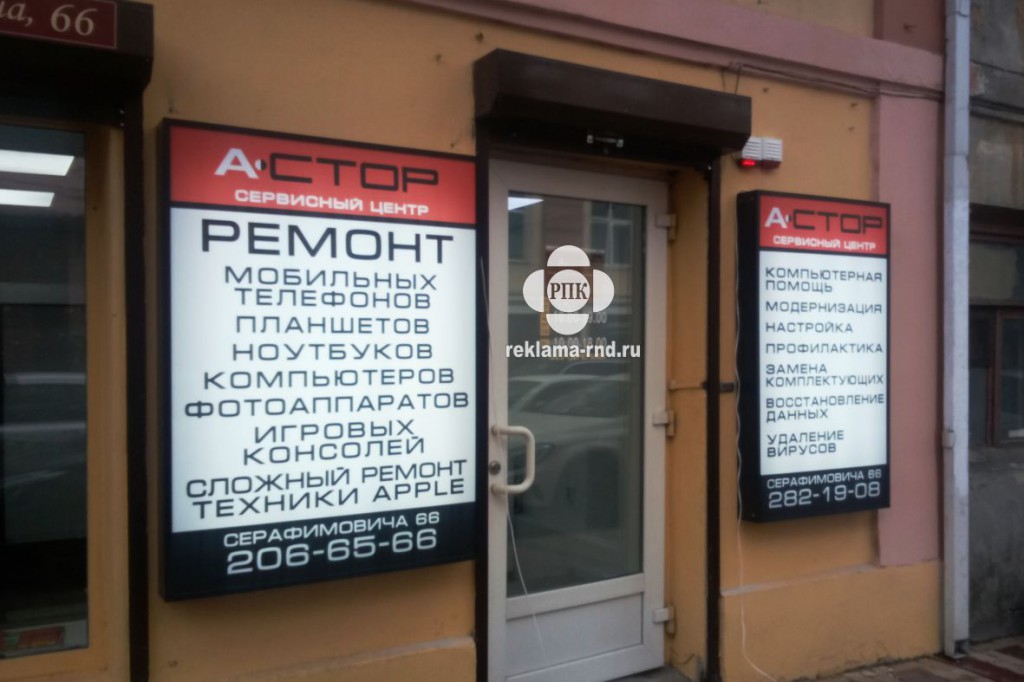 а, 66
А•СТОР
СЕРВИСНЫЙ ЦЕНТР
РЕМОНТ
МОБИЛЬНЫХ
ТЕЛЕФОНОВ
ПЛАНШЕТОВ
НОУТБУКОВ
КОМПЬЮТЕРОВ
ФОТОАППАРАТОВ
ИГРОВЫХ
КОНСОЛЕЙ
СЛОЖНЫЙ РЕМОНТ
ТЕХНИКИ APPLE
СЕРАФИМОВИЧА 66
206-65-66
РПК
reklama-rnd.ru
А•СТОР
СЕРВИСНЫЙ ЦЕНТР
КОМПЬЮТЕРНАЯ
ПОМОЩЬ
МОДЕРНИЗАЦИЯ
НАСТРОЙКА
ПРОФИЛАКТИКА
ЗАМЕНА
КОМПЛЕКТУЮЩИХ
ВОССТАНОВЛЕНИЕ
ДАННЫХ
УДАЛЕНИЕ
ВИРУСОВ
СЕРАФИМОВИЧА 66
282-19-08